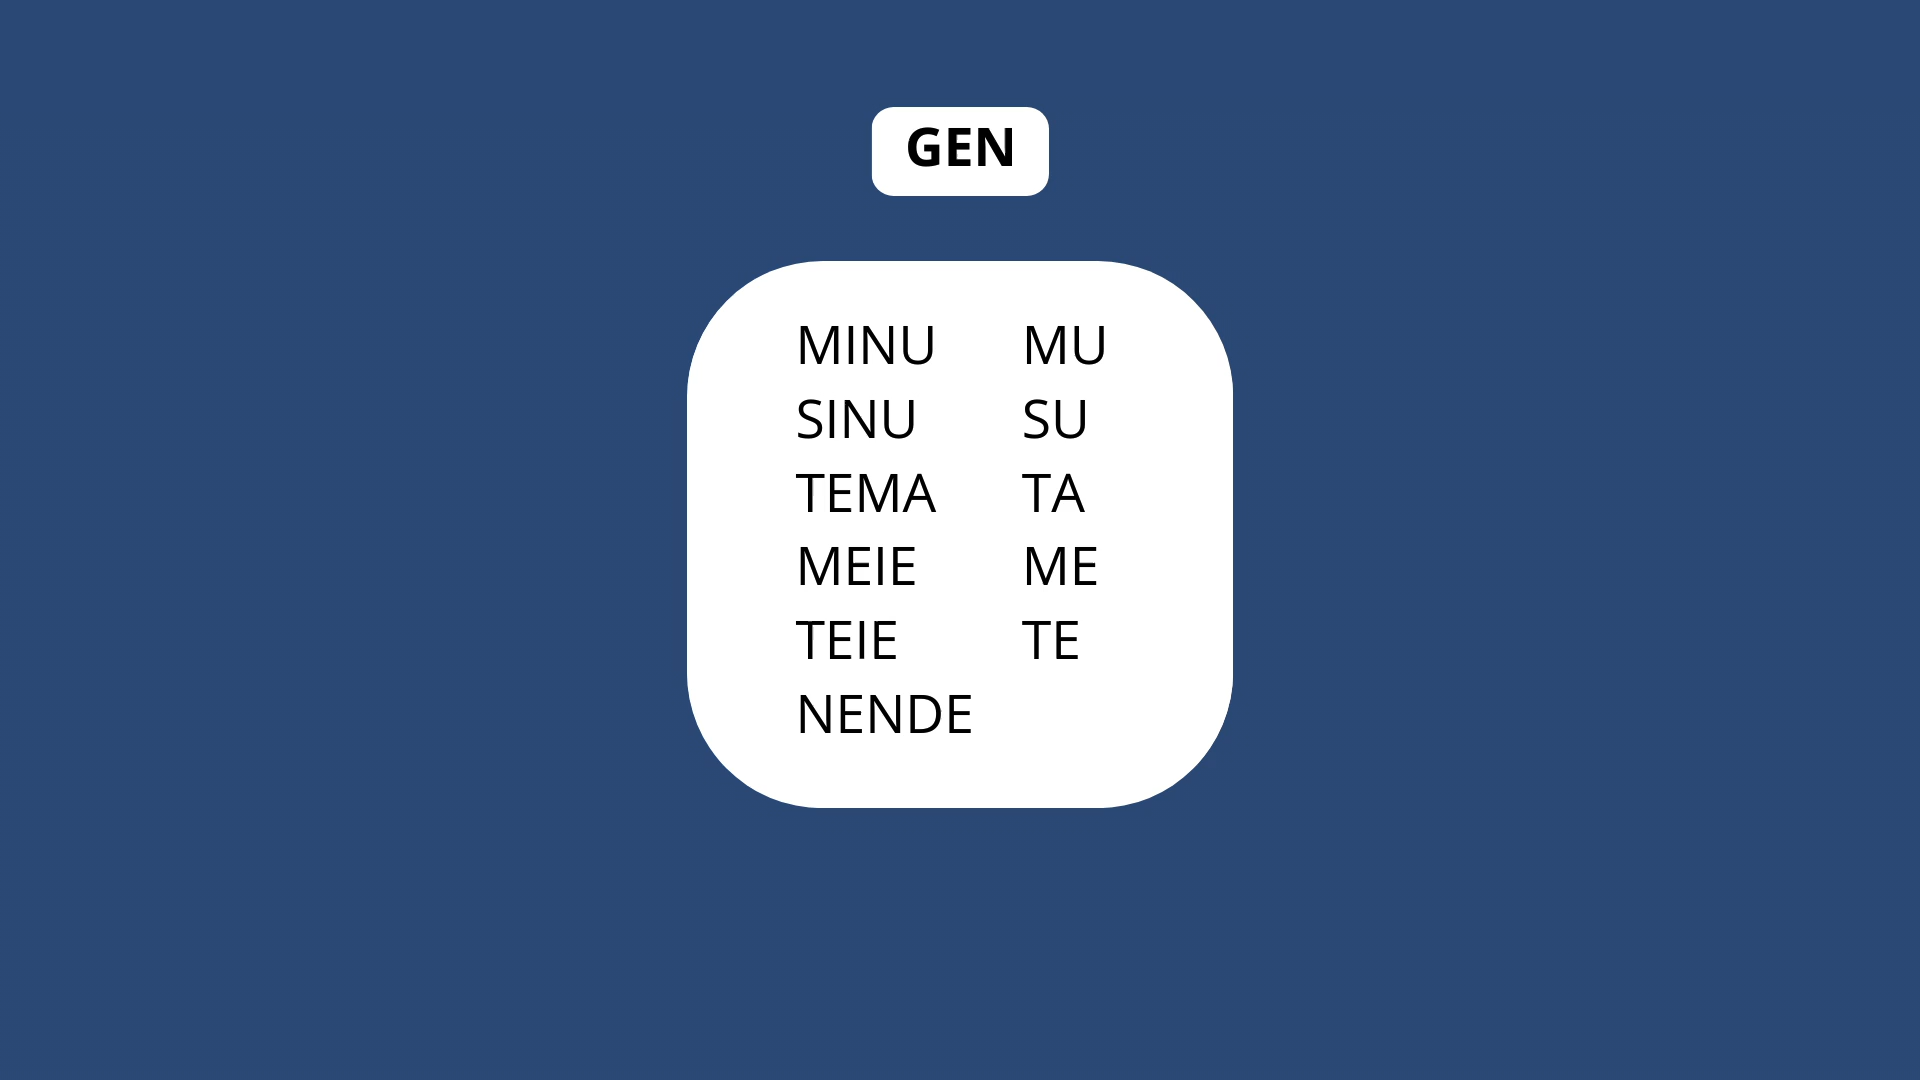 GEN
MINU MU
SINU SU
TEMA TA
MEIE ME
TEIE TE
NENDE